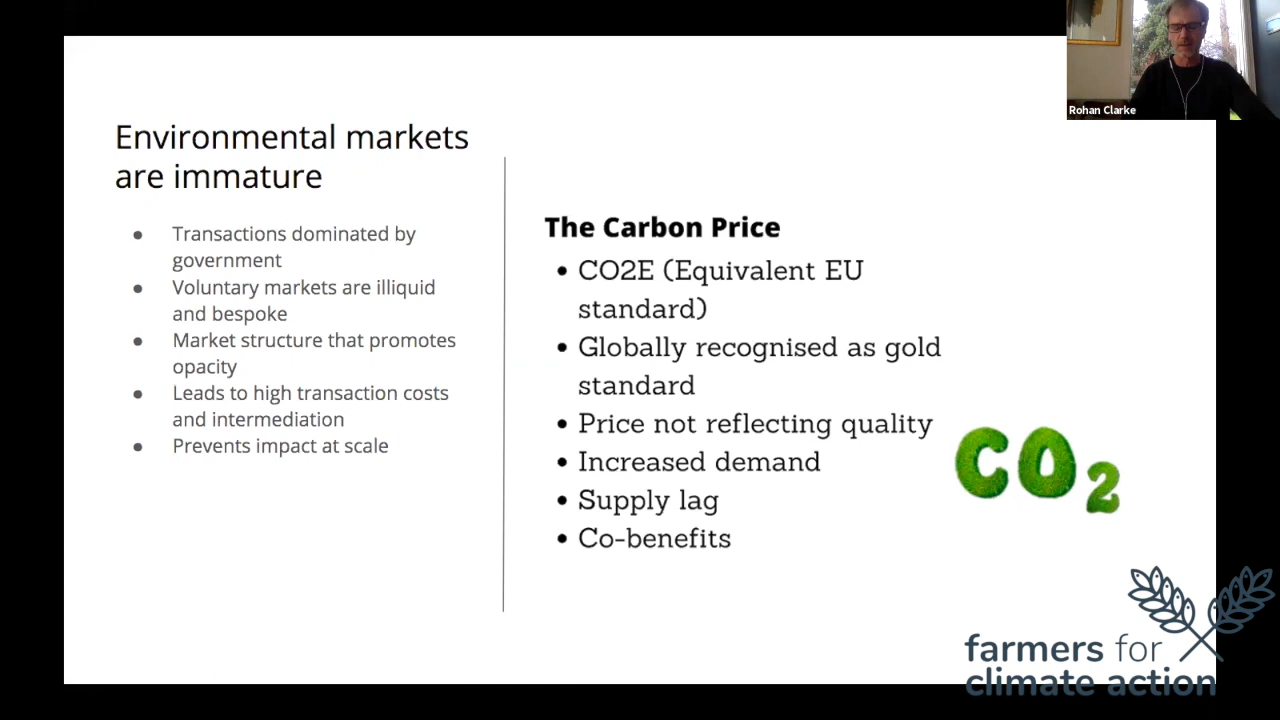 Rohan Clarke
Environmental markets
are immature
● Transactions dominated by
government
● Voluntary markets are illiquid
and bespoke
● Market structure that promotes
opacity
● Leads to high transaction costs
and intermediation
● Prevents impact at scale
The Carbon Price
• CO2E (Equivalent EU
standard)
• Globally recognised as gold
standard
• Price not reflecting quality
• Increased demand
• Supply lag
• Co-benefits
CO2
farmers for
climate action